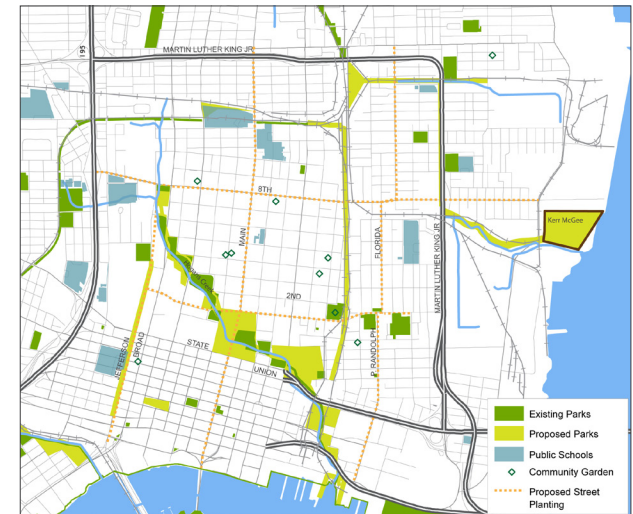 I 95
MARTIN LUTHER KING JR
8TH
MAIN
FLORIDA
MARTIN LUTHER KING JR
Kerr McGee
2ND
STATE
UNION
JEFFERSON
BROAD
P. RANDOLPH
Existing Parks
Proposed Parks
Public Schools
Community Garden
Proposed Street
Planting